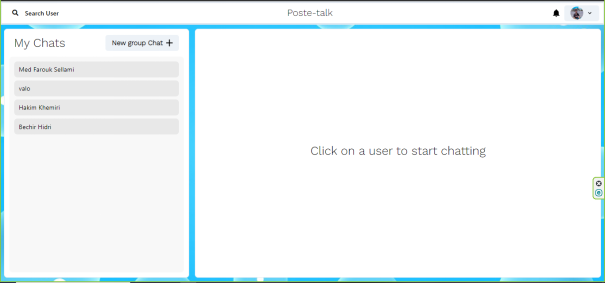 Search User
Poste-talk
My Chats
New group Chat +
Med Farouk Sellami
valo
Hakim Khemiri
Bechir Hidri
Click on a user to start chatting